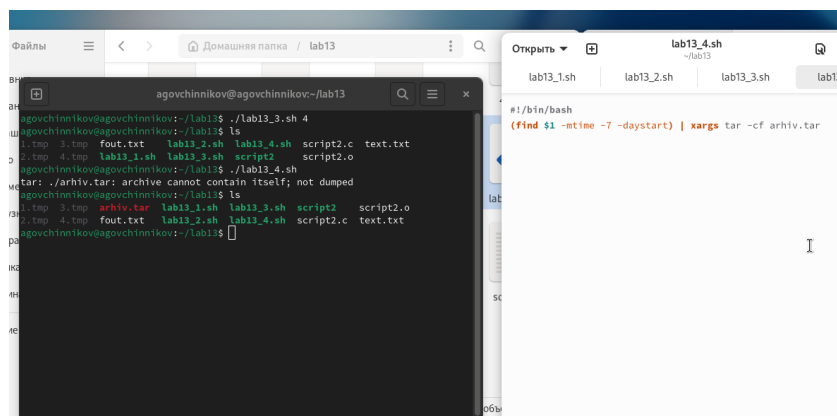 Файлы
Домашняя папка / lab13
agovchinnikov@agovchinnikov:~/lab13
agovchinnikov@agovchinnikov:~/lab13$ ./lab13_3.sh 4
agovchinnikov@agovchinnikov:~/lab13$ ls
1.tmp 3.tmp fout.txt lab13_2.sh lab13_4.sh script2.c text.txt
2.tmp 4.tmp lab13_1.sh lab13_3.sh script2 script2.o
agovchinnikov@agovchinnikov:~/lab13$ ./lab13_4.sh
tar: ./arhiv.tar: archive cannot contain itself; not dumped
agovchinnikov@agovchinnikov:~/lab13$ ls
1.tmp 3.tmp arhiv.tar lab13_1.sh lab13_3.sh script2 script2.o
2.tmp 4.tmp fout.txt lab13_2.sh lab13_4.sh script2.c text.txt
agovchinnikov@agovchinnikov:~/lab13$
lab
sc
объ
Открыть
lab13_4.sh
~/lab13
lab13_1.sh lab13_2.sh lab13_3.sh lab1
#!/bin/bash
(find $1 -mtime -7 -daystart) | xargs tar -cf arhiv.tar